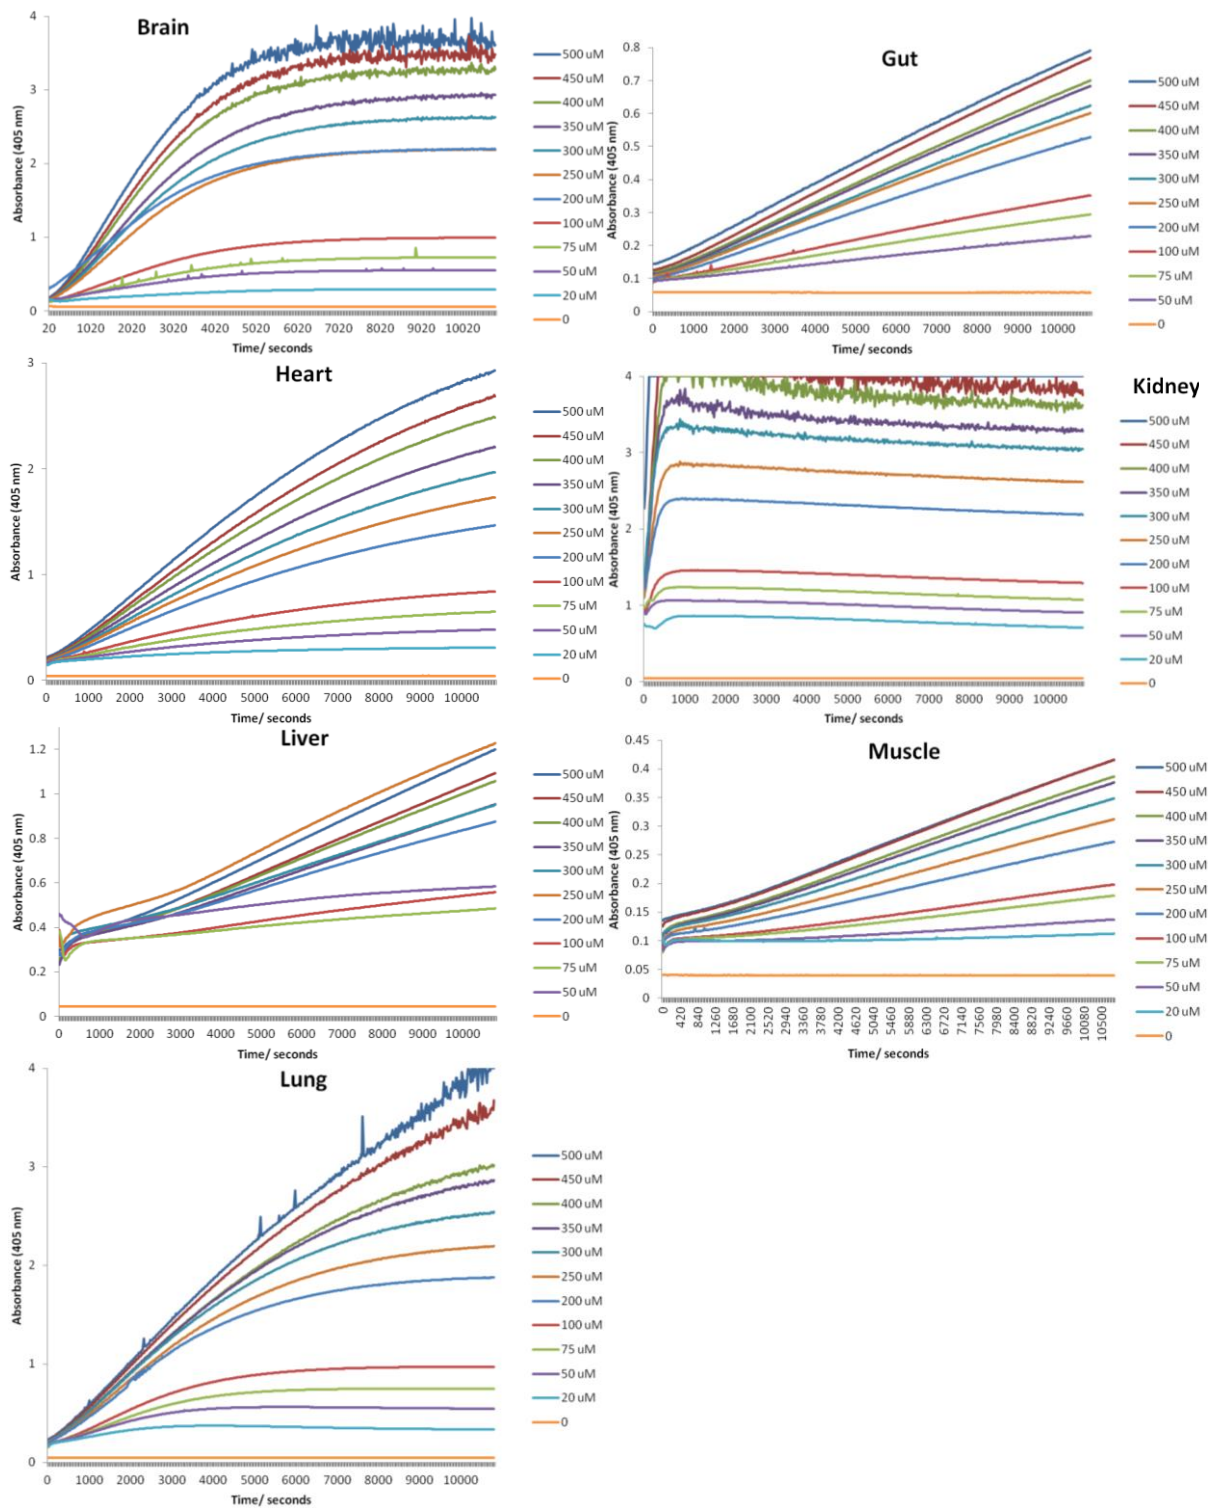 Brain
Absorbance (405 nm)
4
3
2
1
0
20 1020 2020 3020 4020 5020 6020 7020 8020 9020 10020
Time/ seconds
500 uM
450 uM
400 uM
350 uM
300 uM
250 uM
200 uM
100 uM
75 uM
50 uM
20 uM
0
Gut
Absorbance (405 nm)
0.8
0.7
0.6
0.5
0.4
0.3
0.2
0.1
0
0 1000 2000 3000 4000 5000 6000 7000 8000 9000 10000
Time/ seconds
500 uM
450 uM
400 uM
350 uM
300 uM
250 uM
200 uM
100 uM
75 uM
50 uM
0
Heart
Absorbance (405 nm)
3
2
1
0
0 1000 2000 3000 4000 5000 6000 7000 8000 9000 10000
Time/ seconds
500 uM
450 uM
400 uM
350 uM
300 uM
250 uM
200 uM
100 uM
75 uM
50 uM
20 uM
0
Kidney
Absorbance (405 nm)
4
3
2
1
0
0 1000 2000 3000 4000 5000 6000 7000 8000 9000 10000
Time/ seconds
500 uM
450 uM
400 uM
350 uM
300 uM
250 uM
200 uM
100 uM
75 uM
50 uM
20 uM
0
Liver
Absorbance (405 nm)
1.2
1
0.8
0.6
0.4
0.2
0
0 1000 2000 3000 4000 5000 6000 7000 8000 9000 10000
Time/ seconds
500 uM
450 uM
400 uM
350 uM
300 uM
250 uM
200 uM
100 uM
75 uM
50 uM
0
Muscle
Absorbance (405 nm)
0.45
0.4
0.35
0.3
0.25
0.2
0.15
0.1
0.05
0
0 420 840 1260 1680 2100 2520 2940 3360 3780 4200 4620 5040 5460 5880 6300 6720 7140 7560 7980 8400 8820 9240 9660 10080 10500
Time/ seconds
500 uM
450 uM
400 uM
350 uM
300 uM
250 uM
200 uM
100 uM
75 uM
50 uM
20 uM
0
Lung
Absorbance (405 nm)
4
3
2
1
0
0 1000 2000 3000 4000 5000 6000 7000 8000 9000 10000
Time/ seconds
500 uM
450 uM
400 uM
350 uM
300 uM
250 uM
200 uM
100 uM
75 uM
50 uM
20 uM
0